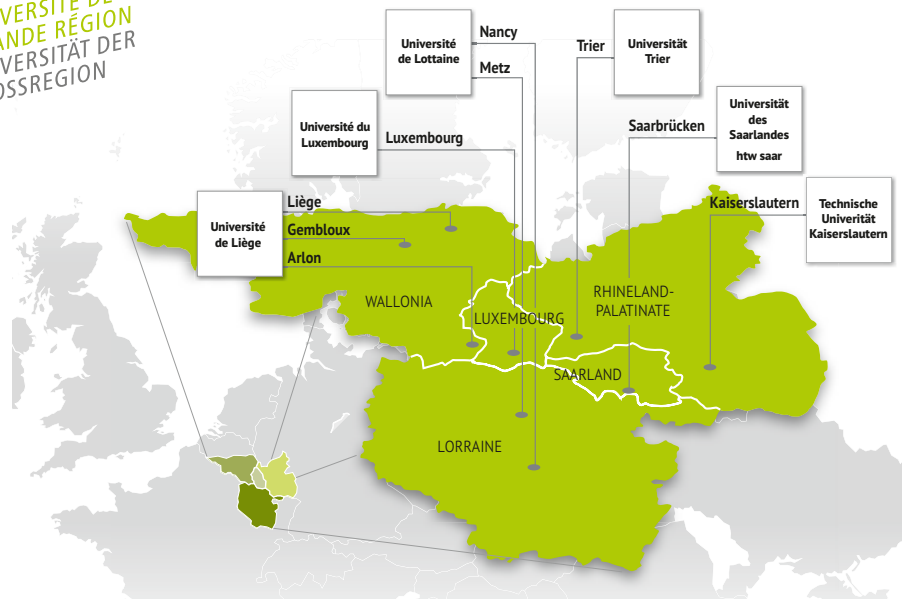 VERSITÉ DE
ANDE RÉGION
VERSITÄT DER
OSSREGION
Université
de Lottaine
Nancy
Metz
Trier
Universität
Trier
Université du
Luxembourg
Luxembourg
Saarbrücken
Universität
des
Saarlandes
htw saar
Université
de Liège
Liège
Gembloux
Arlon
Kaiserslautern
Technische
Univerität
Kaiserslautern
WALLONIA
LUXEMBOURG
RHINELAND-
PALATINATE
SAARLAND
LORRAINE